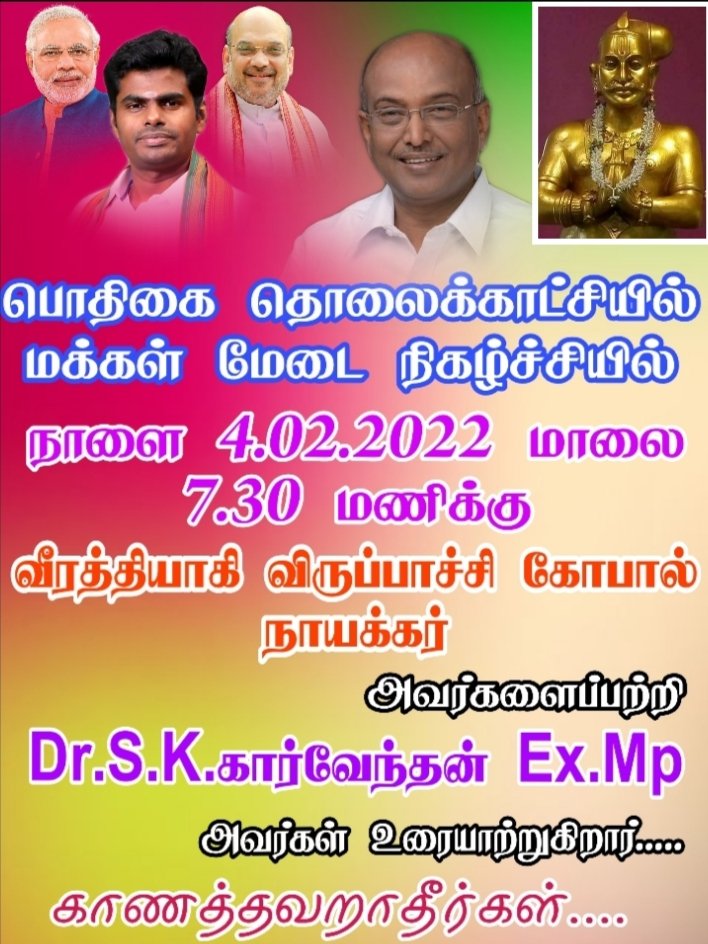 பொதிகை தொலைக்காட்சியில்
மக்கள் மேடை நிகழ்ச்சியில்
நாளை 4.02.2022 மாலை
7.30 மணிக்கு
வீரத்தியாகி விருப்பாச்சி கோபால்
நாயக்கர்
அவர்களைப்பற்றி
Dr.S.K.கார்வேந்தன் Ex.Mp
அவர்கள் உரையாற்றுகிறார்.....
காணத்தவறாதீர்கள்....